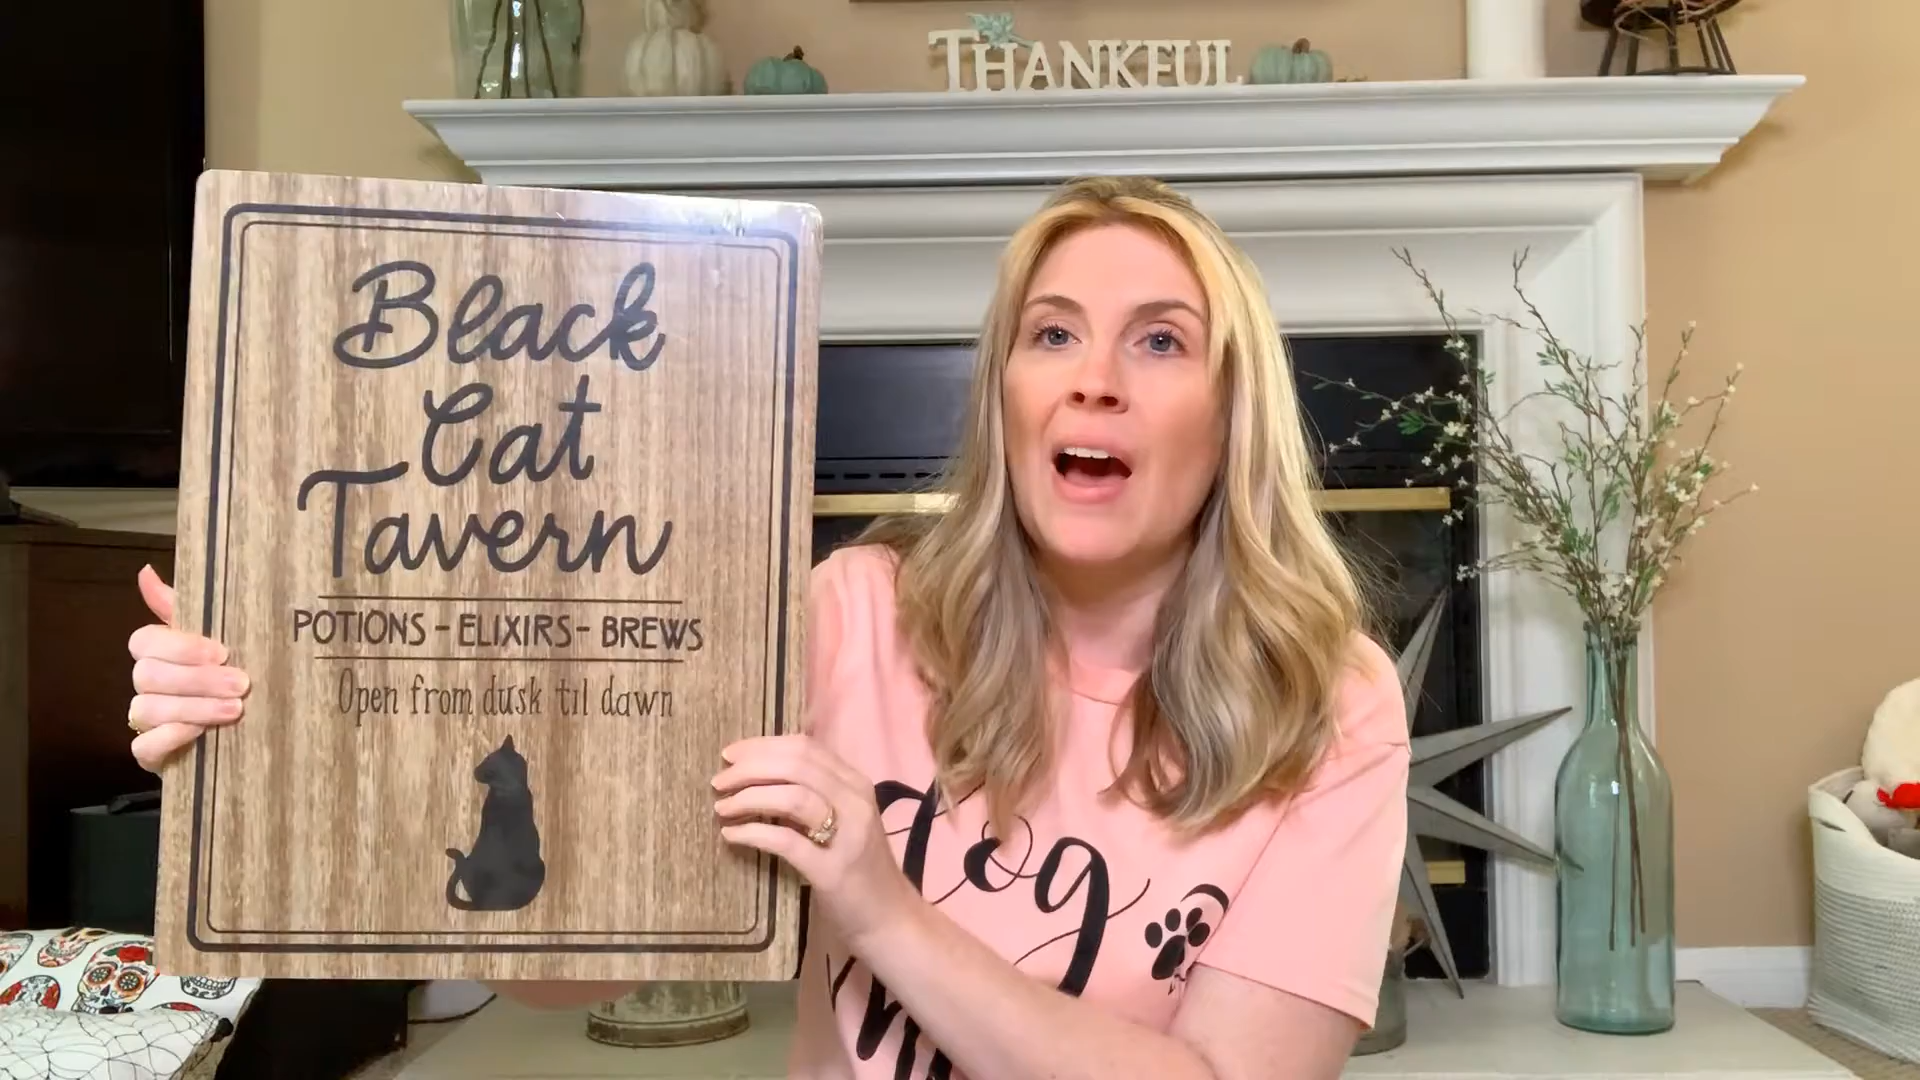 THANKFUL
Black
Cat
Tavern
POTIONS - ELIXIRS - BREWS
Open from dusk til dawn
dog